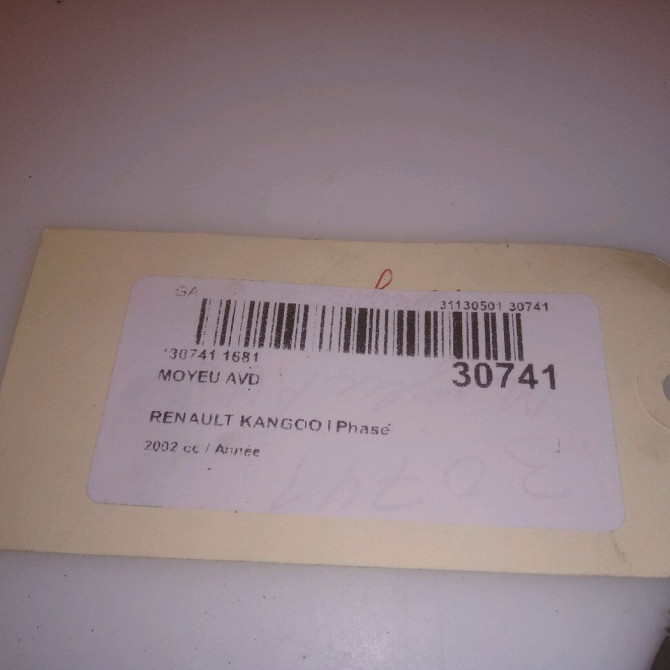 GA
31130501 30741
30741 1681
30741
MOYEU AVD
RENAULT KANGOO I Phase
2002 cc / Année